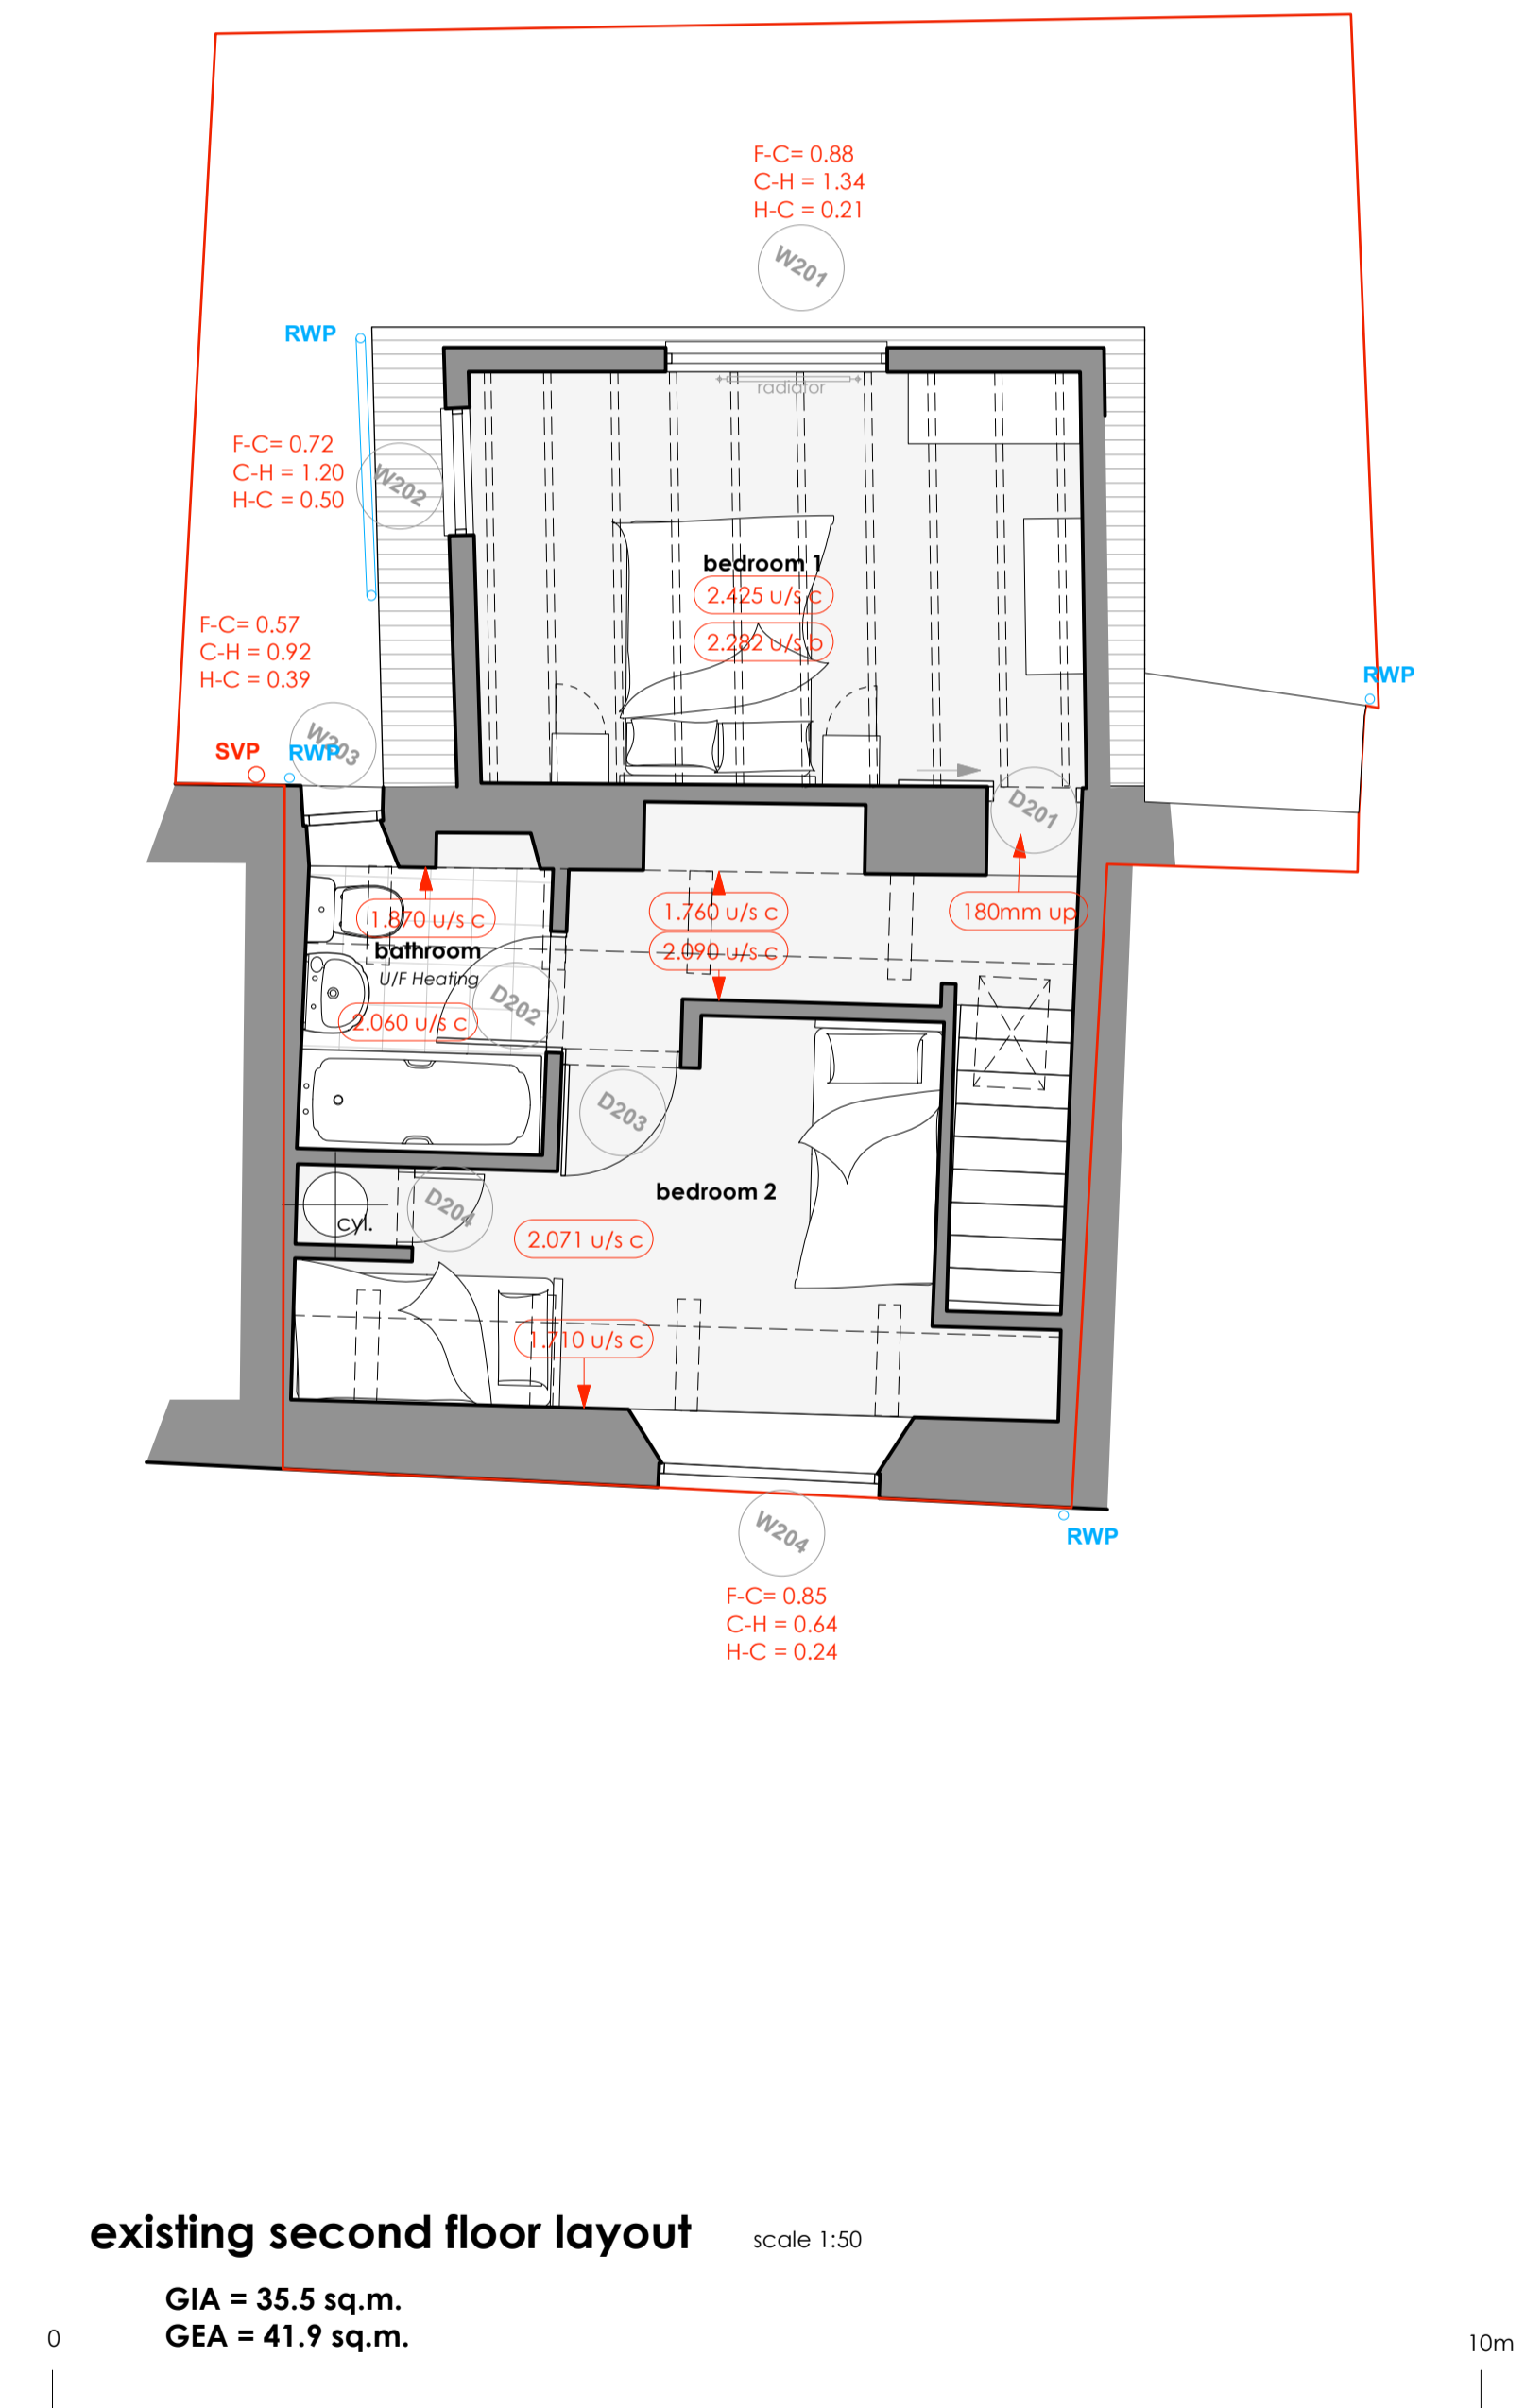 F-C= 0.88
C-H = 1.34
H-C = 0.21
W201
RWP
radiator
F-C= 0.72
C-H = 1.20
H-C = 0.50
W202
bedroom 1
2.425 u/s c
2.282 u/s b
F-C= 0.57
C-H = 0.92
H-C = 0.39
RWP
W203
SVP
RWP
D201
1.870 u/s c
1.760 u/s c
180mm up
bathroom
2.090 u/s c
U/F Heating
D202
2.060 u/s c
D203
bedroom 2
D204
cyl.
2.071 u/s c
1.710 u/s c
W204
RWP
F-C= 0.85
C-H = 0.64
H-C = 0.24
existing second floor layout
scale 1:50
GIA = 35.5 sq.m.
GEA = 41.9 sq.m.
0
10m